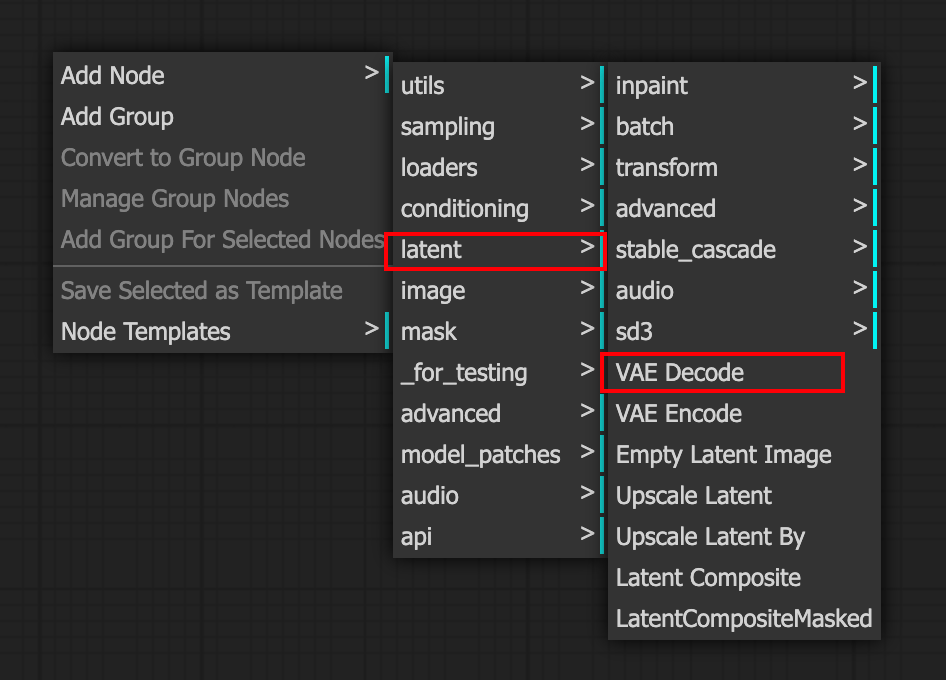 Add Node >
Add Group
Convert to Group Node
Manage Group Nodes
Add Group For Selected Nodes
Save Selected as Template
Node Templates >
utils >
sampling >
loaders >
conditioning >
latent >
image >
mask >
_for_testing >
advanced >
model_patches >
audio >
api >
inpaint >
batch >
transform >
advanced >
stable_cascade >
audio >
sd3 >
VAE Decode
VAE Encode
Empty Latent Image
Upscale Latent
Upscale Latent By
Latent Composite
LatentCompositeMasked